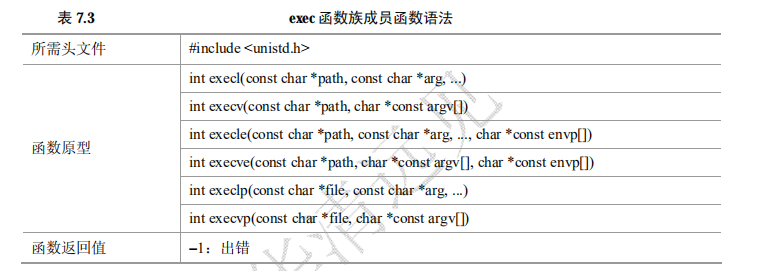 表 7.3 exec 函数族成员函数语法
所需头文件 #include <unistd.h>
函数原型
int execl(const char *path, const char *arg, ...)
int execv(const char *path, char *const argv[])
int execle(const char *path, const char *arg, ..., char *const envp[])
int execve(const char *path, char *const argv[], char *const envp[])
int execlp(const char *file, const char *arg, ...)
int execvp(const char *file, char *const argv[])
函数返回值 −1：出错
华清远见